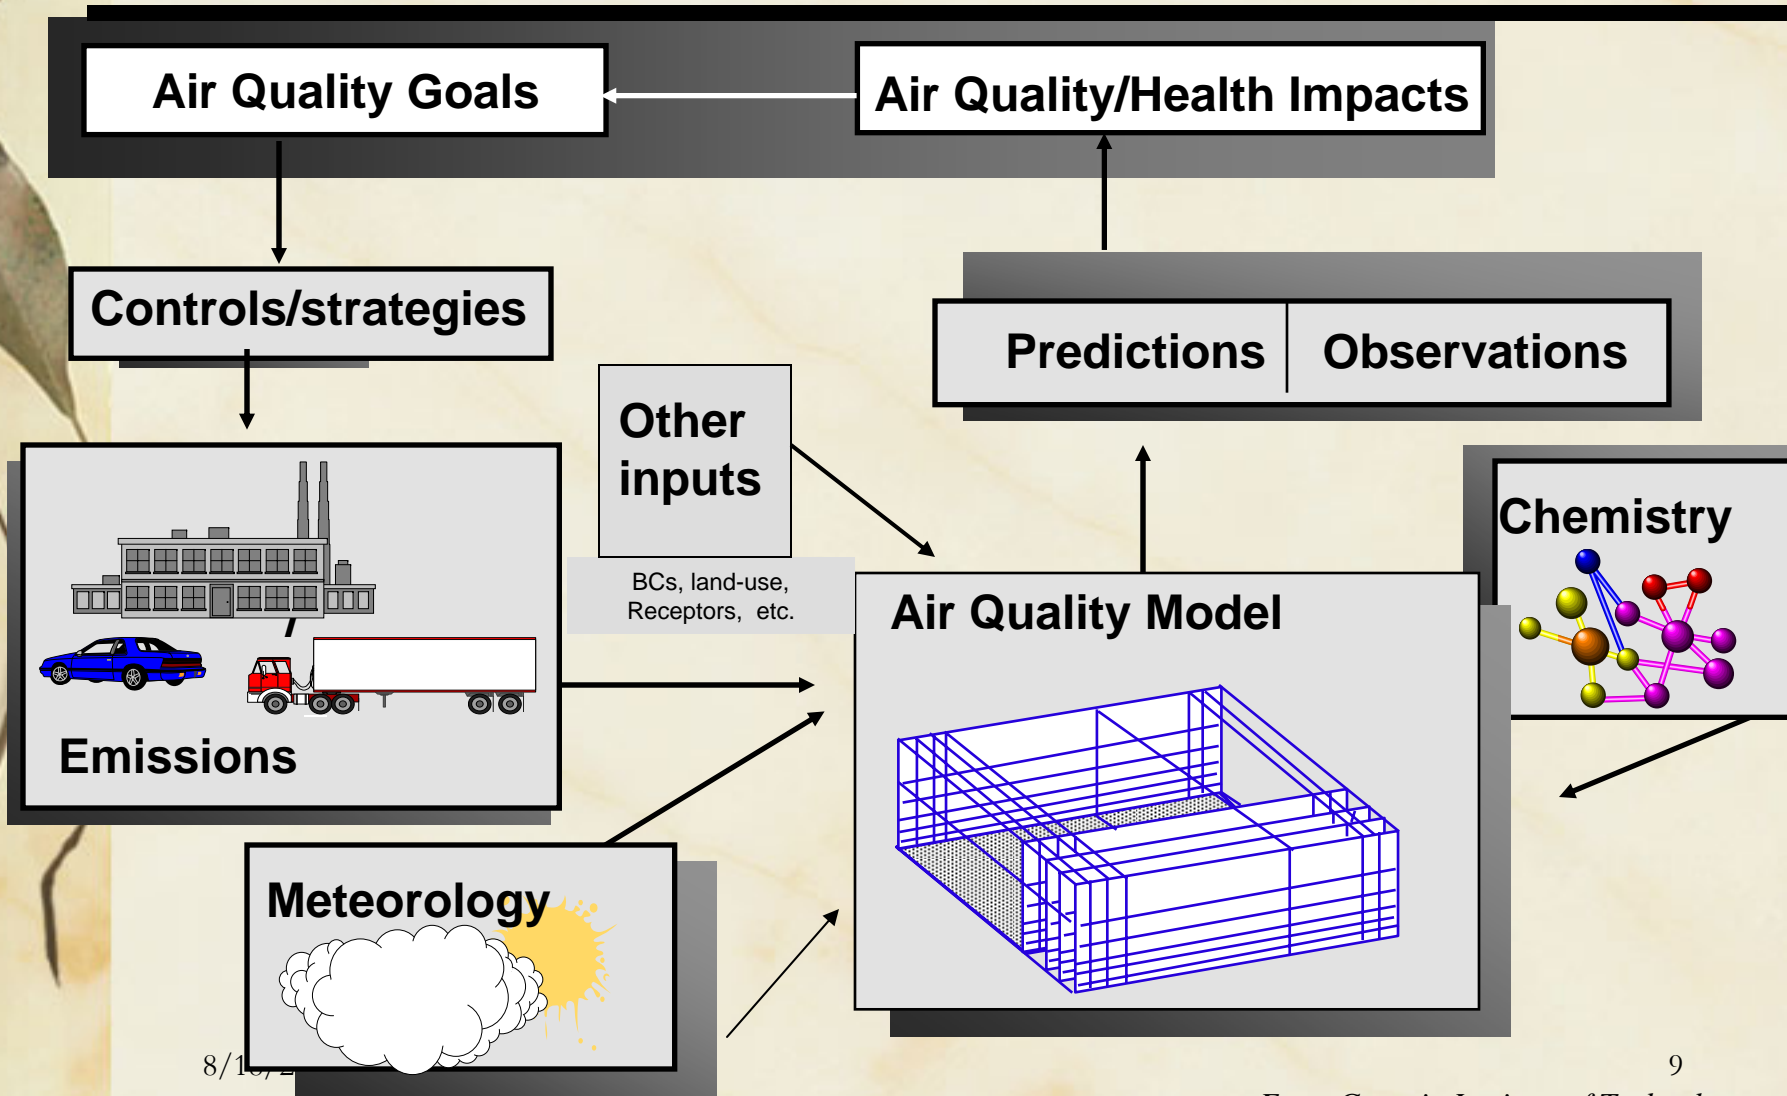 Air Quality Goals
Air Quality/Health Impacts
Controls/strategies
Predictions
Observations
Other
inputs
BCs, land-use,
Receptors, etc.
Chemistry
Air Quality Model
Emissions
Meteorology
9